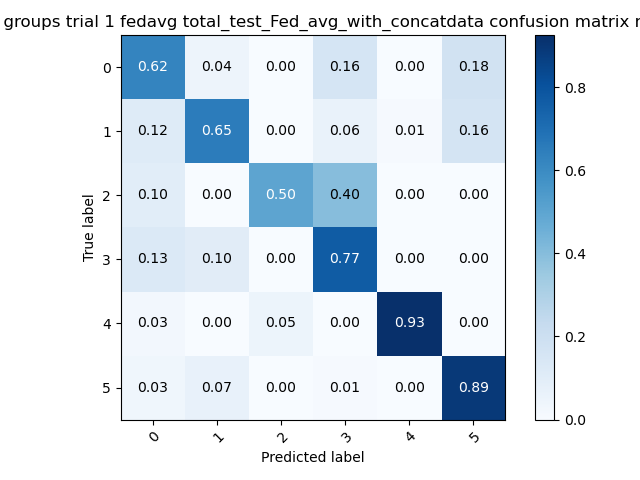 groups trial 1 fedavg total_test_Fed_avg_with_concatdata confusion matrix
True label
0 0.62 0.04 0.00 0.16 0.00 0.18
1 0.12 0.65 0.00 0.06 0.01 0.16
2 0.10 0.00 0.50 0.40 0.00 0.00
3 0.13 0.10 0.00 0.77 0.00 0.00
4 0.03 0.00 0.05 0.00 0.93 0.00
5 0.03 0.07 0.00 0.01 0.00 0.89
0 1 2 3 4 5
Predicted label
0.8
0.6
0.4
0.2
0.0